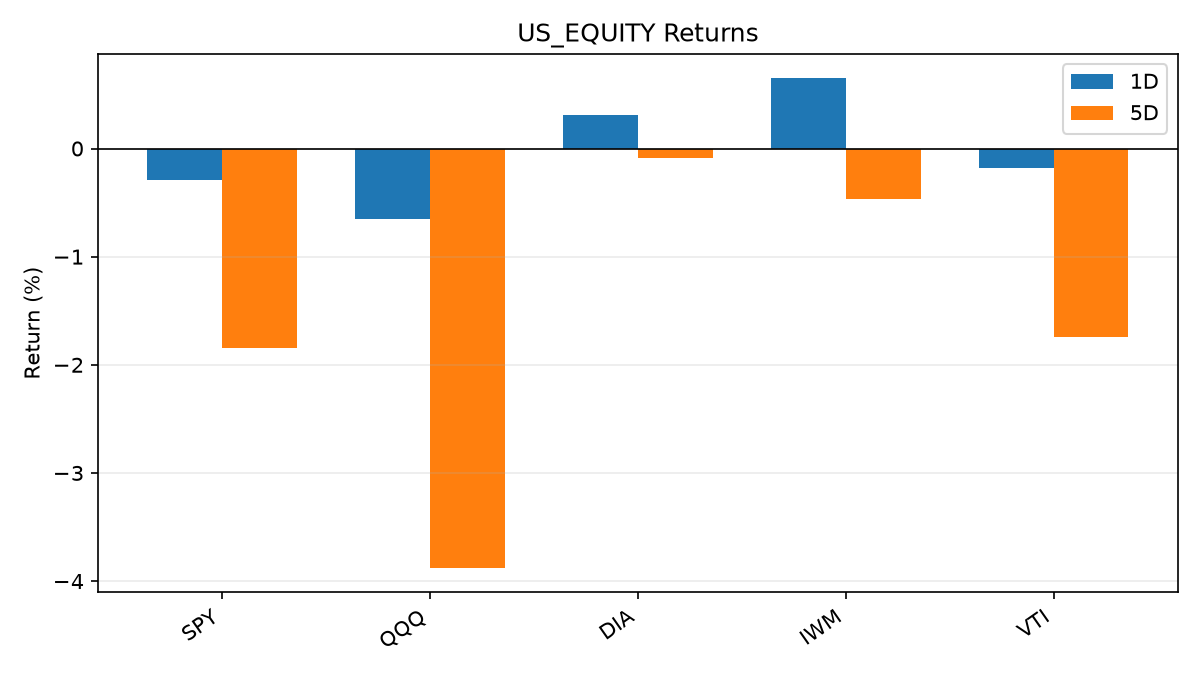 US_EQUITY Returns
1D
5D
Return (%)
0
−1
−2
−3
−4
SPY
QQQ
DIA
IWM
VTI